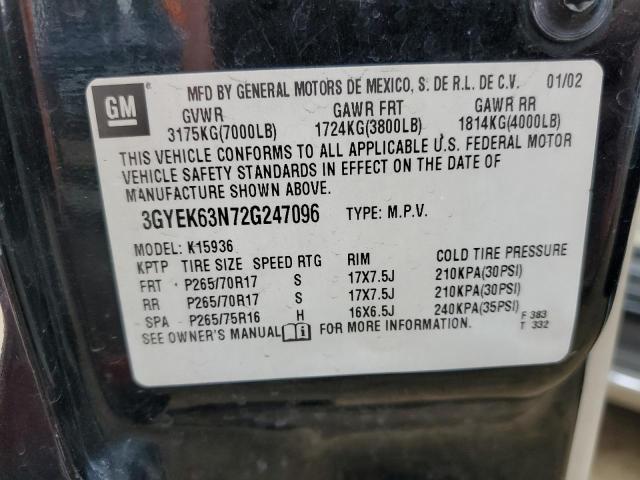 GM
MFD BY GENERAL MOTORS DE MEXICO, S. DE R.L. DE C.V. 01/02
GVWR GAWR FRT GAWR RR
3175KG(7000LB) 1724KG(3800LB) 1814KG(4000LB)
THIS VEHICLE CONFORMS TO ALL APPLICABLE U.S. FEDERAL MOTOR
VEHICLE SAFETY STANDARDS IN EFFECT ON THE DATE OF
MANUFACTURE SHOWN ABOVE.
3GYEK63N72G247096 TYPE: M.P.V.
MODEL: K15936
KPTP TIRE SIZE SPEED RTG RIM COLD TIRE PRESSURE
FRT P265/70R17 S 17X7.5J 210KPA(30PSI)
RR P265/70R17 S 17X7.5J 210KPA(30PSI)
SPA P265/75R16 H 16X6.5J 240KPA(35PSI)
SEE OWNER'S MANUAL FOR MORE INFORMATION.
F 383
T 332